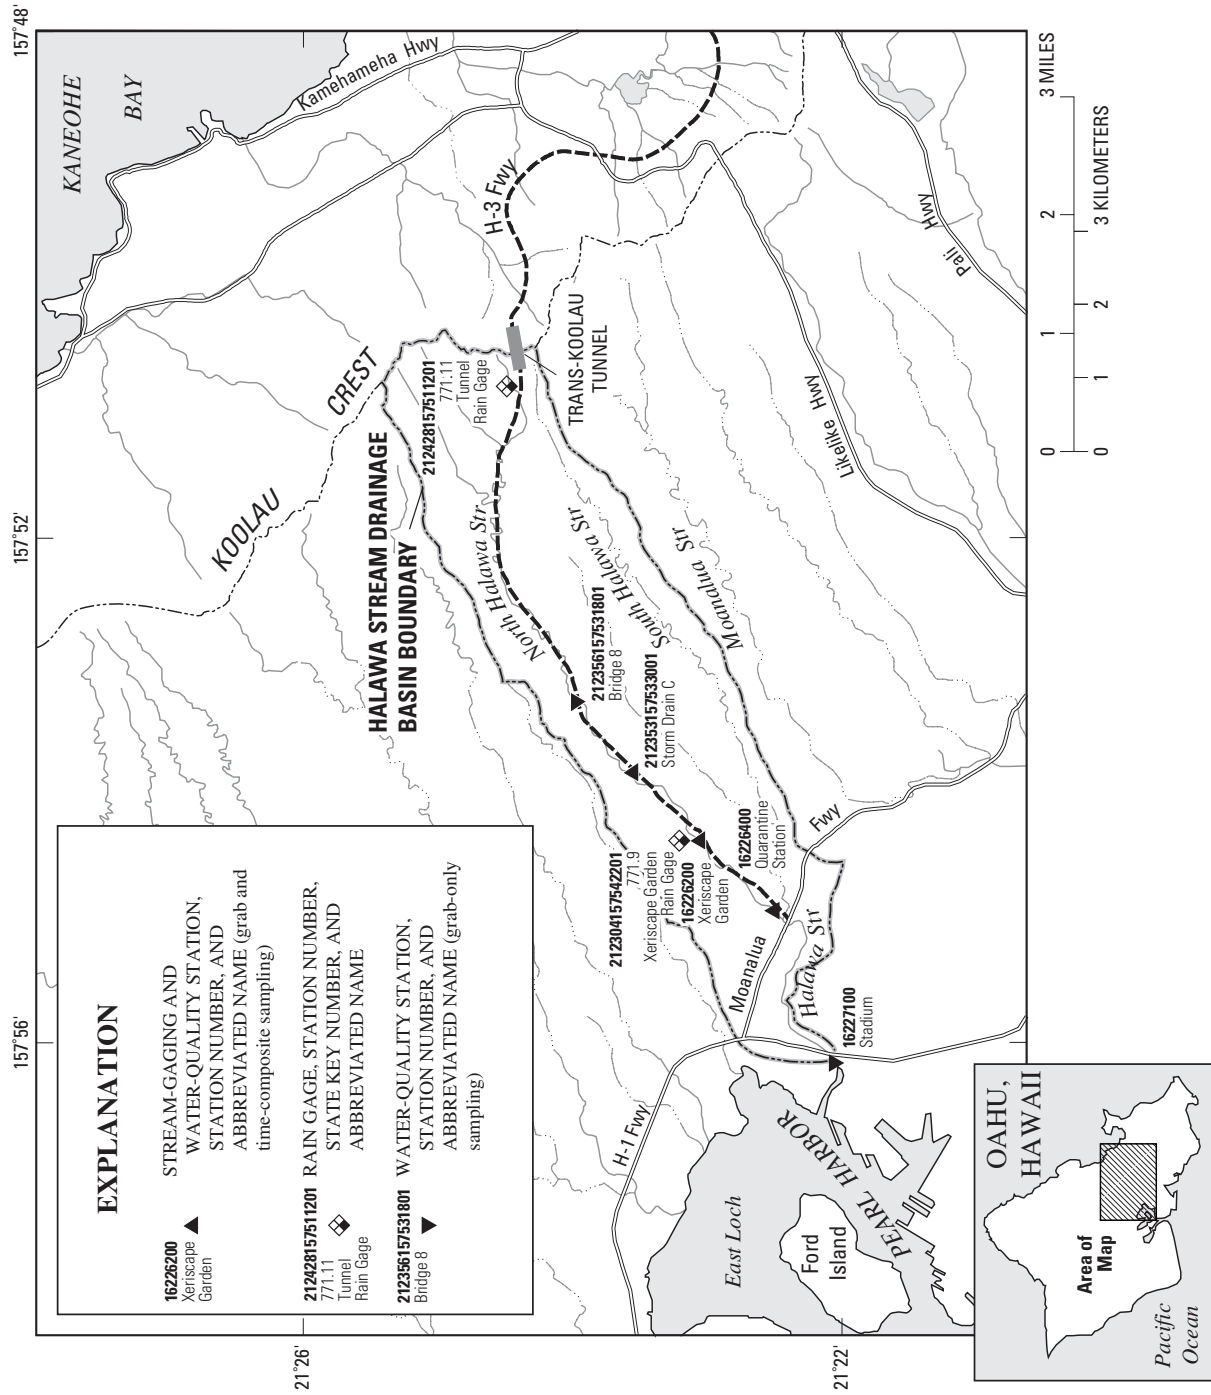 157°56'
157°52'
157°48'
21°26'
21°22'
EXPLANATION
16226200
Xeriscape
Garden
STREAM-GAGING AND
WATER-QUALITY STATION,
STATION NUMBER, AND
ABBREVIATED NAME (grab and
time-composite sampling)
212428157511201
771.11
Tunnel
Rain Gage
RAIN GAGE, STATION NUMBER,
STATE KEY NUMBER, AND
ABBREVIATED NAME
212356157531801
Bridge 8
WATER-QUALITY STATION,
STATION NUMBER, AND
ABBREVIATED NAME (grab-only
sampling)
KANEOHE
BAY
Kamehameha Hwy
KOOLAU
CREST
HALAWA STREAM DRAINAGE
BASIN BOUNDARY
212428157511201
771.11
Tunnel
Rain Gage
H-3 Fwy
TRANS-KOOLAU
TUNNEL
North Halawa Str
South Halawa Str
Moanalua Str
212356157531801
Bridge 8
212353157533001
Storm Drain C
212304157542201
771.9
Xeriscape Garden
Rain Gage
16226200
Xeriscape
Garden
16226400
Quarantine
Station
Moanalua
Fwy
Halawa Str
16227100
Stadium
H-1 Fwy
East Loch
Ford
Island
PEARL HARBOR
Likelike Hwy
Pali Hwy
0
1
2
3 MILES
0
1
2
3 KILOMETERS
OAHU,
HAWAII
Area of
Map
Pacific
Ocean